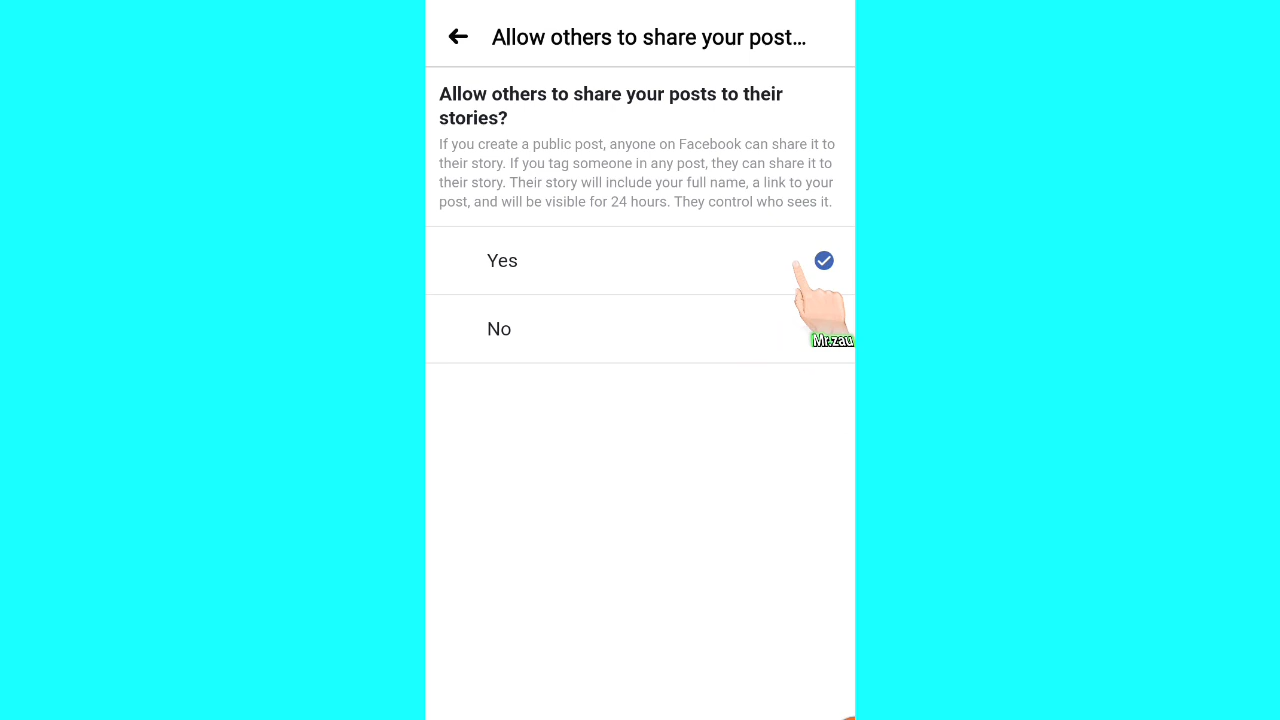 Allow others to share your post...
Allow others to share your posts to their
stories?
If you create a public post, anyone on Facebook can share it to
their story. If you tag someone in any post, they can share it to
their story. Their story will include your full name, a link to your
post, and will be visible for 24 hours. They control who sees it.
Yes
No
Mr.zau